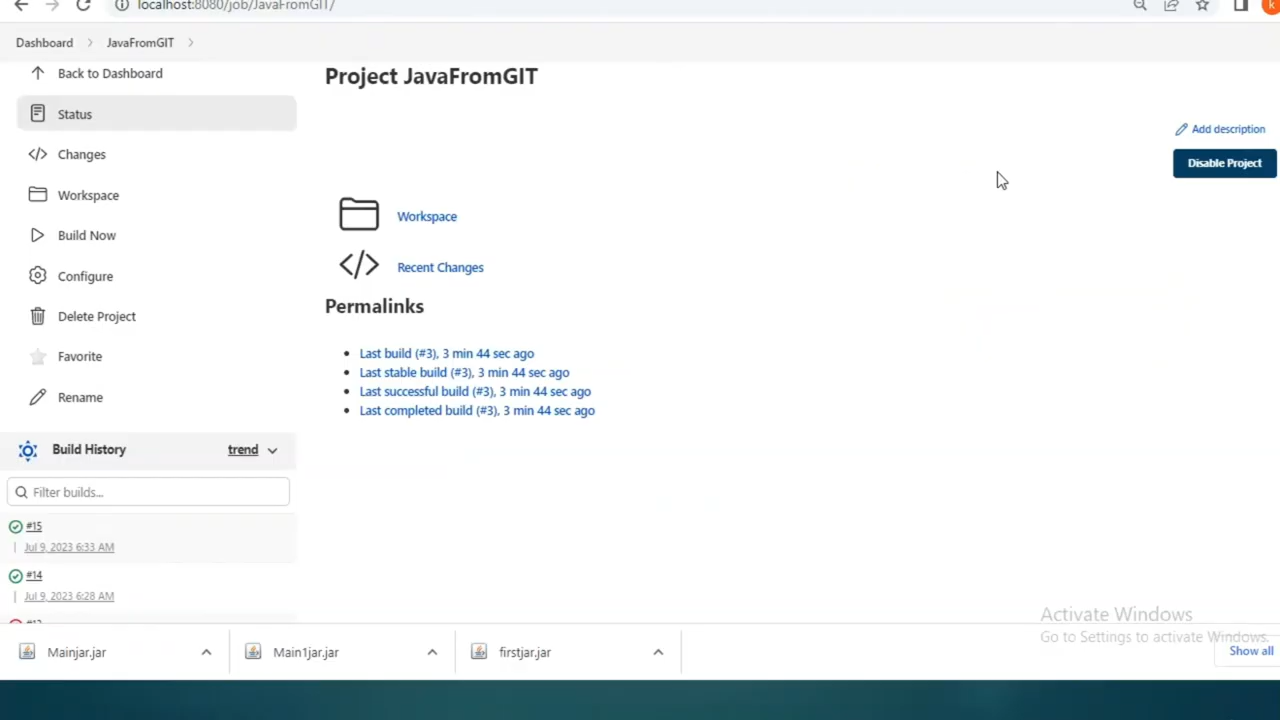 localhost:8080/job/JavaFromGIT/
k
Dashboard
JavaFromGIT
Back to Dashboard
Status
Changes
Workspace
Build Now
Configure
Delete Project
Favorite
Rename
Build History
trend
Filter builds...
#15
Jul 9, 2023 6:33 AM
#14
Jul 9, 2023 6:28 AM
Project JavaFromGIT
Add description
Disable Project
Workspace
Recent Changes
Permalinks
Last build (#3), 3 min 44 sec ago
Last stable build (#3), 3 min 44 sec ago
Last successful build (#3), 3 min 44 sec ago
Last completed build (#3), 3 min 44 sec ago
Activate Windows
Go to Settings to activate Windows.
Mainjar.jar
Main1jar.jar
firstjar.jar
Show all